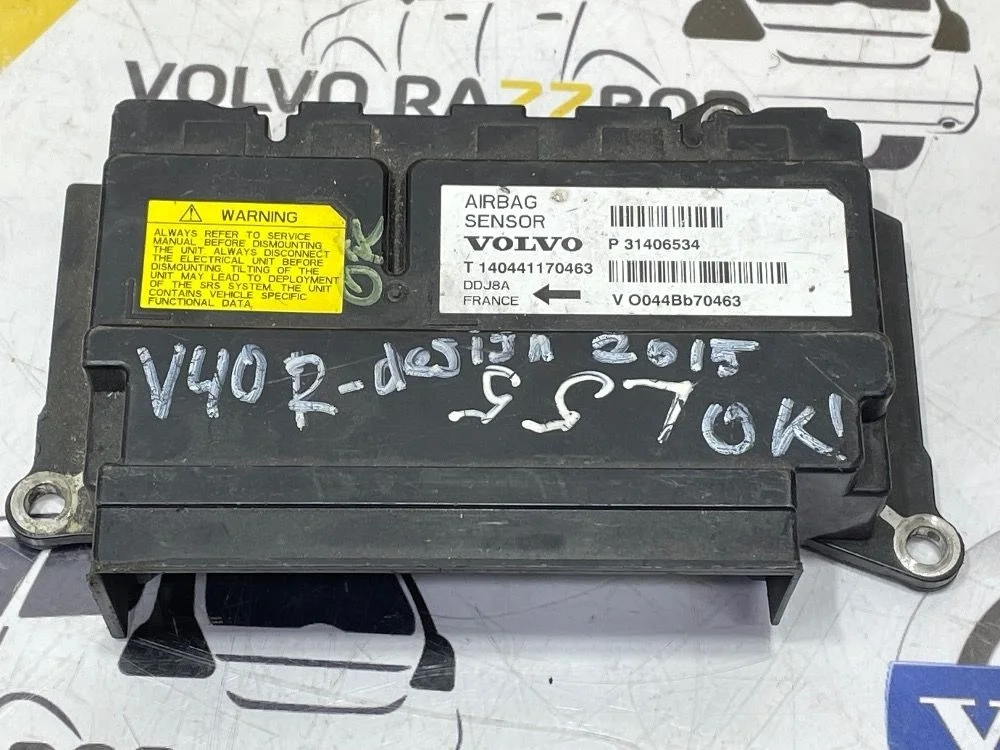 VOLVO RAZZBOR
WARNING
ALWAYS REFER TO SERVICE
MANUAL BEFORE DISMOUNTING
THE UNIT. ALWAYS DISCONNECT
THE ELECTRICAL UNIT BEFORE
DISMOUNTING. TILTING OF THE
UNIT MAY LEAD TO DEPLOYMENT
OF THE SRS SYSTEM. THE UNIT
CONTAINS VEHICLE SPECIFIC
FUNCTIONAL DATA.
OK
AIRBAG
SENSOR
VOLVO P 31406534
T 140441170463
DDJ8A
FRANCE V O044Bb70463
V40 R-design 2015
OK!